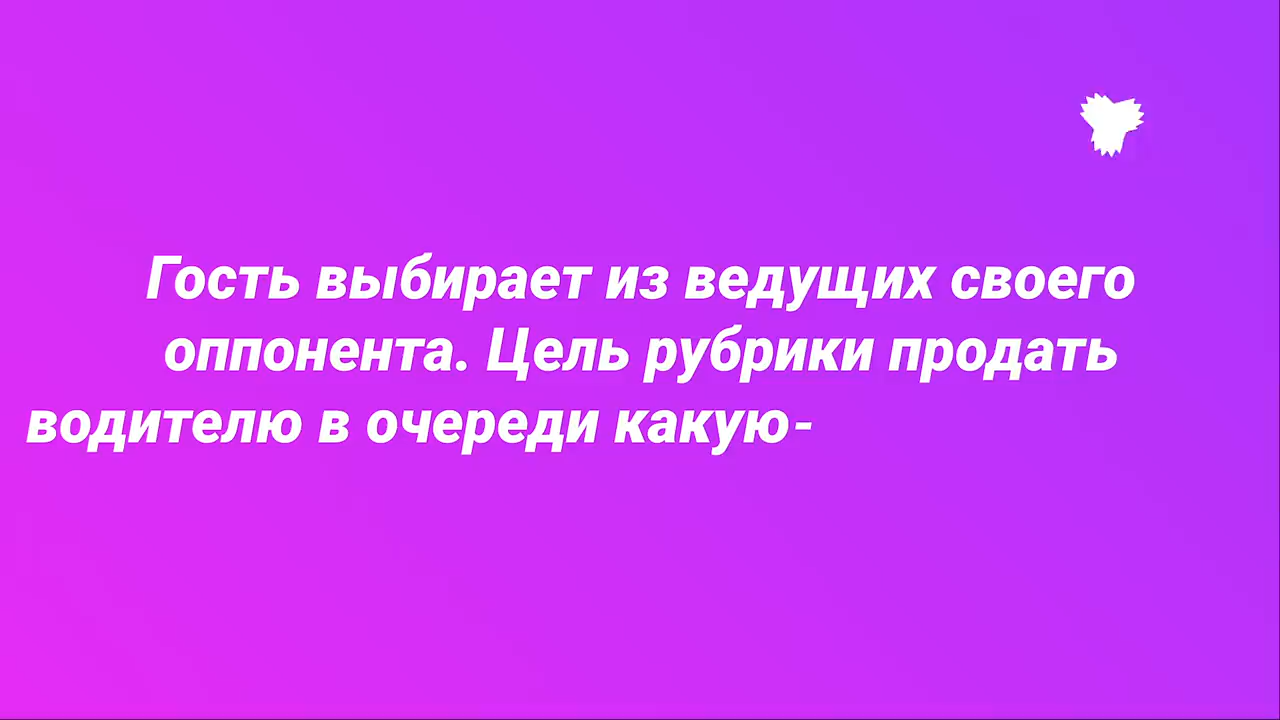 Гость выбирает из ведущих своего
оппонента. Цель рубрики продать
водителю в очереди какую-